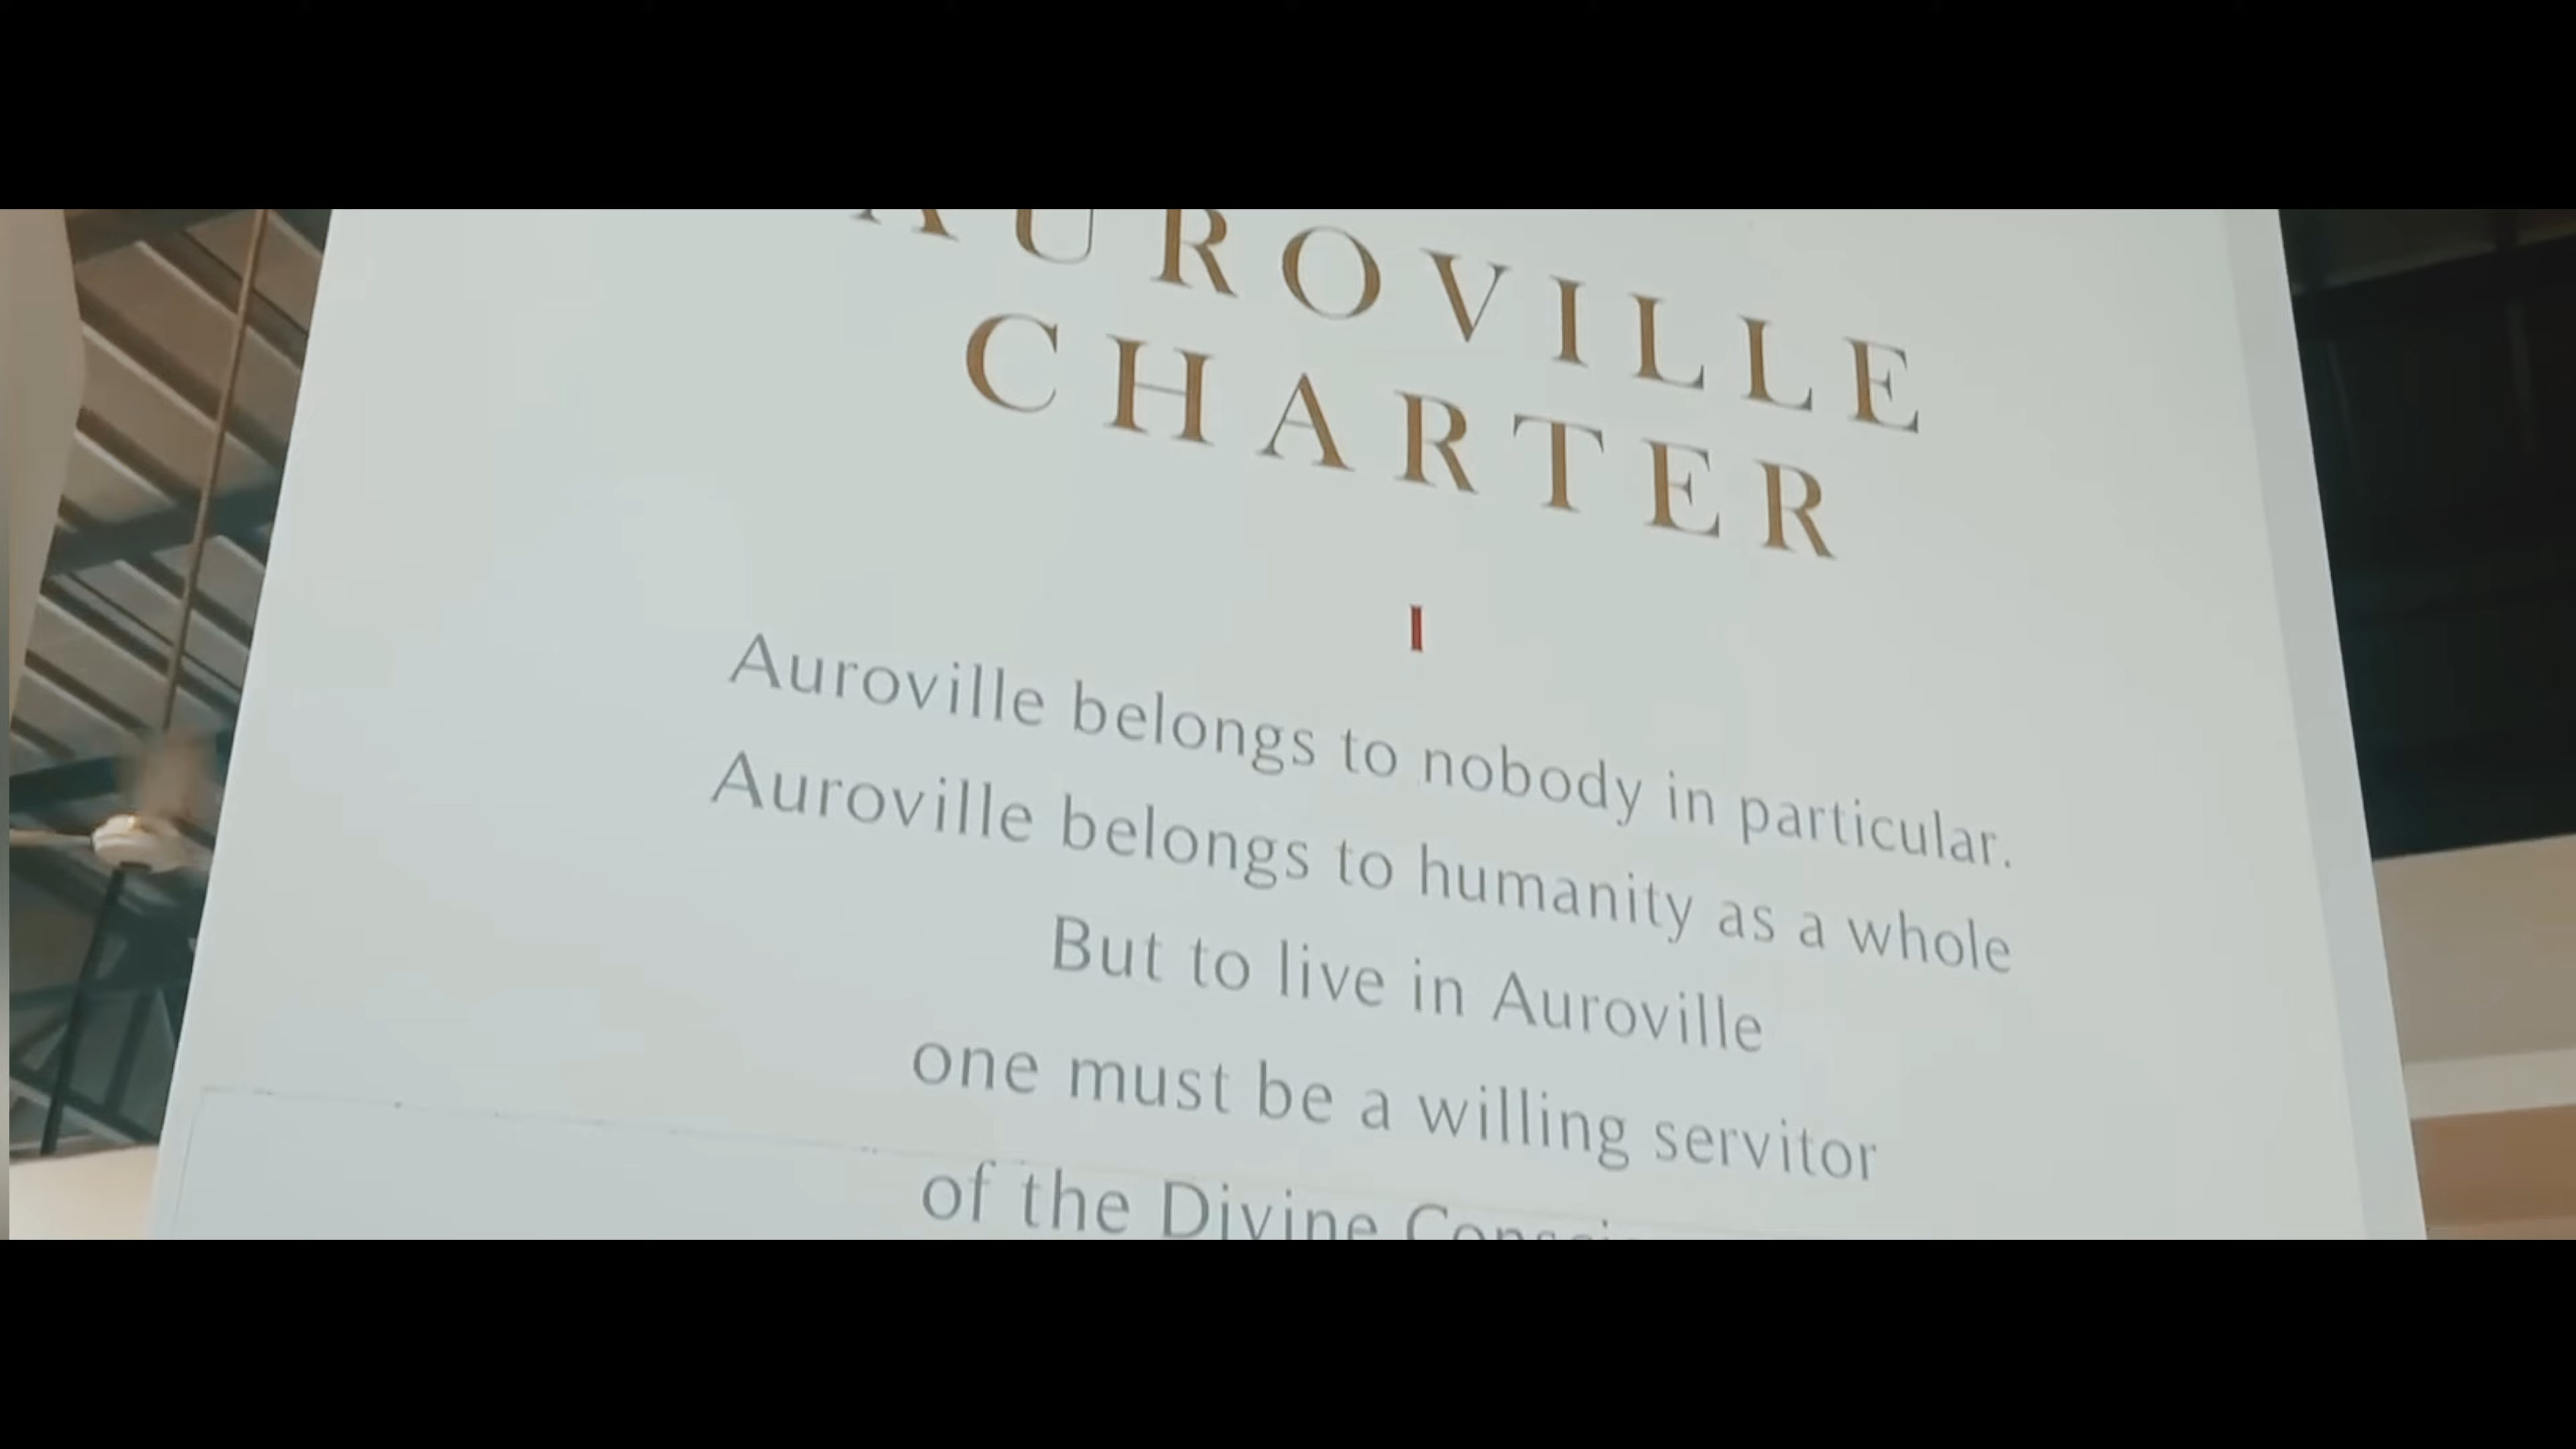 AUROVILLE
CHARTER
I
Auroville belongs to nobody in particular.
Auroville belongs to humanity as a whole
But to live in Auroville
one must be a willing servitor
of the Divine